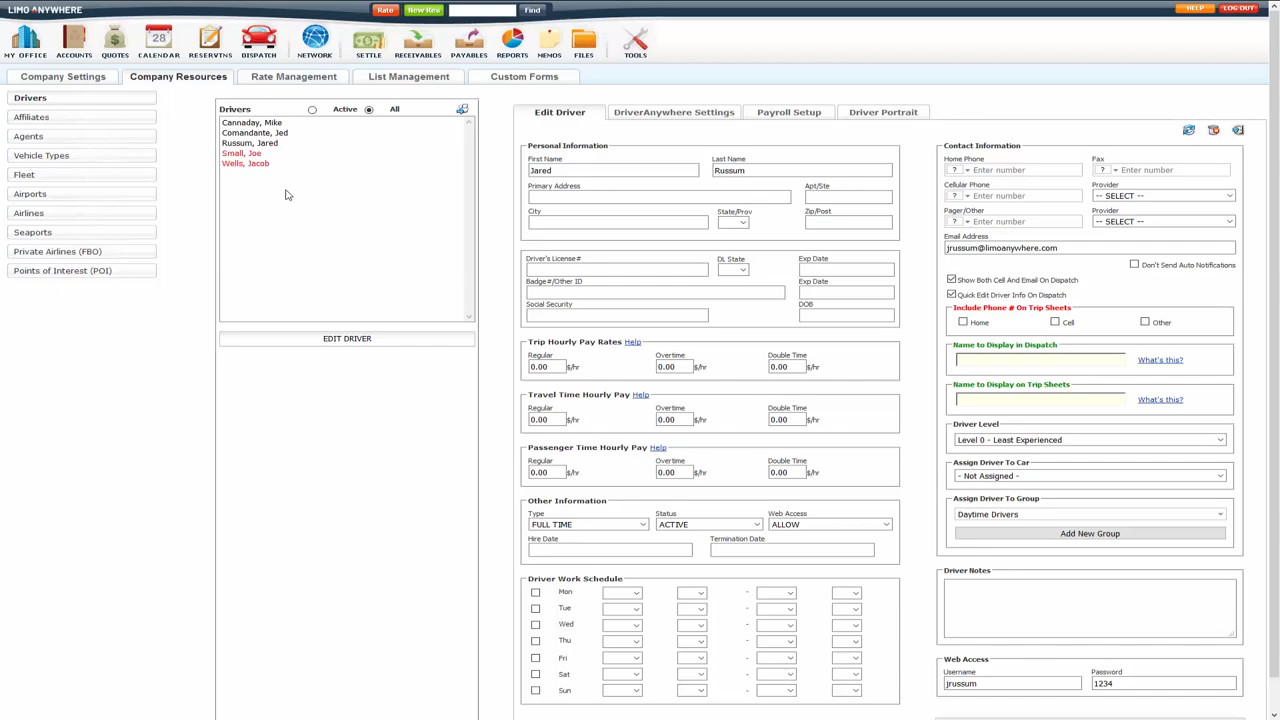 LIMO ANYWHERE
Rate
New Res
Find
HELP
LOG OUT
28
MY OFFICE
ACCOUNTS
QUOTES
CALENDAR
RESERVTNS
DISPATCH
NETWORK
SETTLE
RECEIVABLES
PAYABLES
REPORTS
MEMOS
FILES
TOOLS
Company Settings
Company Resources
Rate Management
List Management
Custom Forms
Drivers
Affiliates
Agents
Vehicle Types
Fleet
Airports
Airlines
Seaports
Private Airlines (FBO)
Points of Interest (POI)
Drivers
Active
All
Cannaday, Mike
Comandante, Jed
Russum, Jared
Small, Joe
Wells, Jacob
EDIT DRIVER
Edit Driver
DriverAnywhere Settings
Payroll Setup
Driver Portrait
Personal Information
First Name
Last Name
Jared
Russum
Primary Address
Apt/Ste
City
State/Prov
Zip/Post
Driver's License#
DL State
Exp Date
Badge#/Other ID
Exp Date
Social Security
DOB
Trip Hourly Pay Rates Help
Regular
Overtime
Double Time
0.00 $/hr
0.00 $/hr
0.00 $/hr
Travel Time Hourly Pay Help
Regular
Overtime
Double Time
0.00 $/hr
0.00 $/hr
0.00 $/hr
Passenger Time Hourly Pay Help
Regular
Overtime
Double Time
0.00 $/hr
0.00 $/hr
0.00 $/hr
Other Information
Type
Status
Web Access
FULL TIME
ACTIVE
ALLOW
Hire Date
Termination Date
Driver Work Schedule
Mon -
Tue -
Wed -
Thu -
Fri -
Sat -
Sun -
Contact Information
Home Phone
Fax
? Enter number
? Enter number
Cellular Phone
Provider
? Enter number
-- SELECT --
Pager/Other
Provider
? Enter number
-- SELECT --
Email Address
jrussum@limoanywhere.com
Don't Send Auto Notifications
Show Both Cell And Email On Dispatch
Quick Edit Driver Info On Dispatch
Include Phone # On Trip Sheets
Home
Cell
Other
Name to Display in Dispatch
What's this?
Name to Display on Trip Sheets
What's this?
Driver Level
Level 0 - Least Experienced
Assign Driver To Car
- Not Assigned -
Assign Driver To Group
Daytime Drivers
Add New Group
Driver Notes
Web Access
Username
Password
jrussum
1234